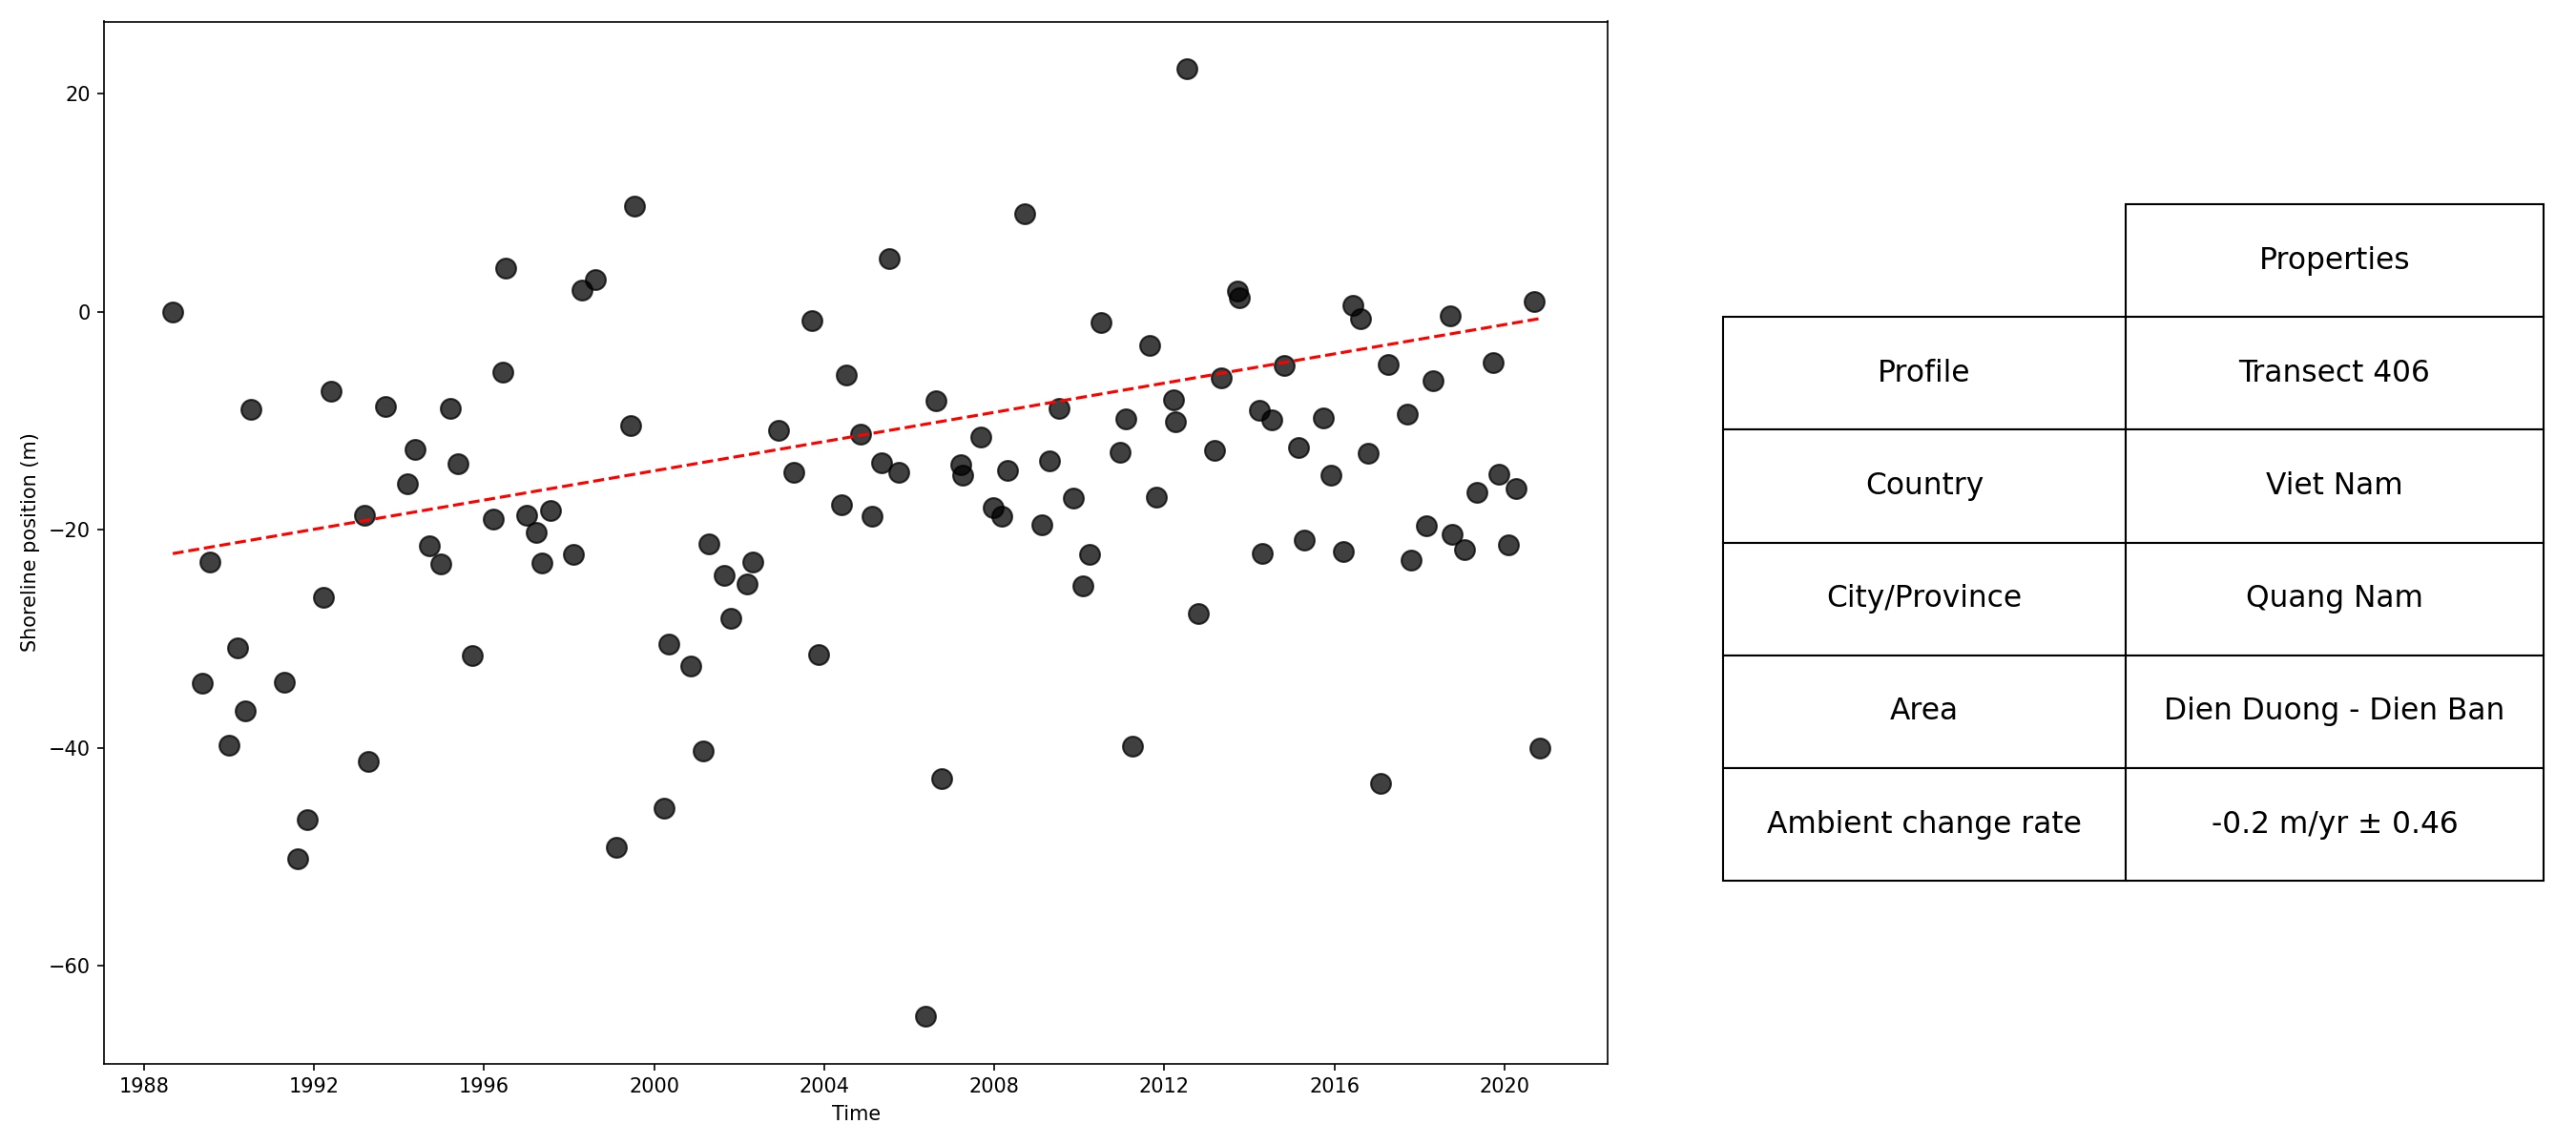 20
0
−20
−40
−60
Shoreline position (m)
1988 1992 1996 2000 2004 2008 2012 2016 2020
Time
Properties
Profile Transect 406
Country Viet Nam
City/Province Quang Nam
Area Dien Duong - Dien Ban
Ambient change rate -0.2 m/yr ± 0.46